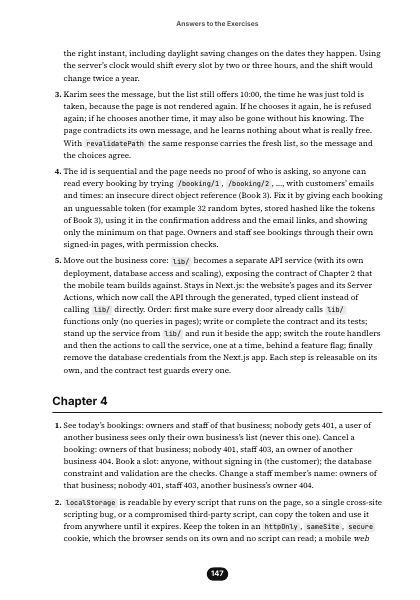 Answers to the Exercises
the right instant, including daylight saving changes on the dates they happen. Using
the server's clock would shift every slot by two or three hours, and the shift would
change twice a year.
3. Karim sees the message, but the list still offers 10:00, the time he was just told is
taken, because the page is not rendered again. If he chooses it again, he is refused
again; if he chooses another time, it may also be gone without his knowing. The
page contradicts its own message, and he learns nothing about what is really free.
With revalidatePath the same response carries the fresh list, so the message and
the choices agree.
4. The id is sequential and the page needs no proof of who is asking, so anyone can
read every booking by trying /booking/1, /booking/2, ..., with customers' emails
and times: an insecure direct object reference (Book 3). Fix it by giving each booking
an unguessable token (for example 32 random bytes, stored hashed like the tokens
of Book 3), using it in the confirmation address and the email links, and showing
only the minimum on that page. Owners and staff see bookings through their own
signed-in pages, with permission checks.
5. Move out the business core: lib/ becomes a separate API service (with its own
deployment, database access and scaling), exposing the contract of Chapter 2 that
the mobile team builds against. Stays in Next.js: the website's pages and its Server
Actions, which now call the API through the generated, typed client instead of
calling lib/ directly. Order: first make sure every door already calls lib/
functions only (no queries in pages); write or complete the contract and its tests;
stand up the service from lib/ and run it beside the app; switch the route handlers
and then the actions to call the service, one at a time, behind a feature flag; finally
remove the database credentials from the Next.js app. Each step is releasable on its
own, and the contract test guards every one.
Chapter 4
1. See today's bookings: owners and staff of that business; nobody gets 401, a user of
another business sees only their own business's list (never this one). Cancel a
booking: owners of that business; nobody 401, staff 403, an owner of another
business 404. Book a slot: anyone, without signing in (the customer); the database
constraint and validation are the checks. Change a staff member's name: owners of
that business; nobody 401, staff 403, another business's owner 404.
2. localStorage is readable by every script that runs on the page, so a single cross-site
scripting bug, or a compromised third-party script, can copy the token and use it
from anywhere until it expires. Keep the token in an httpOnly, sameSite, secure
cookie, which the browser sends on its own and no script can read; a mobile web
147